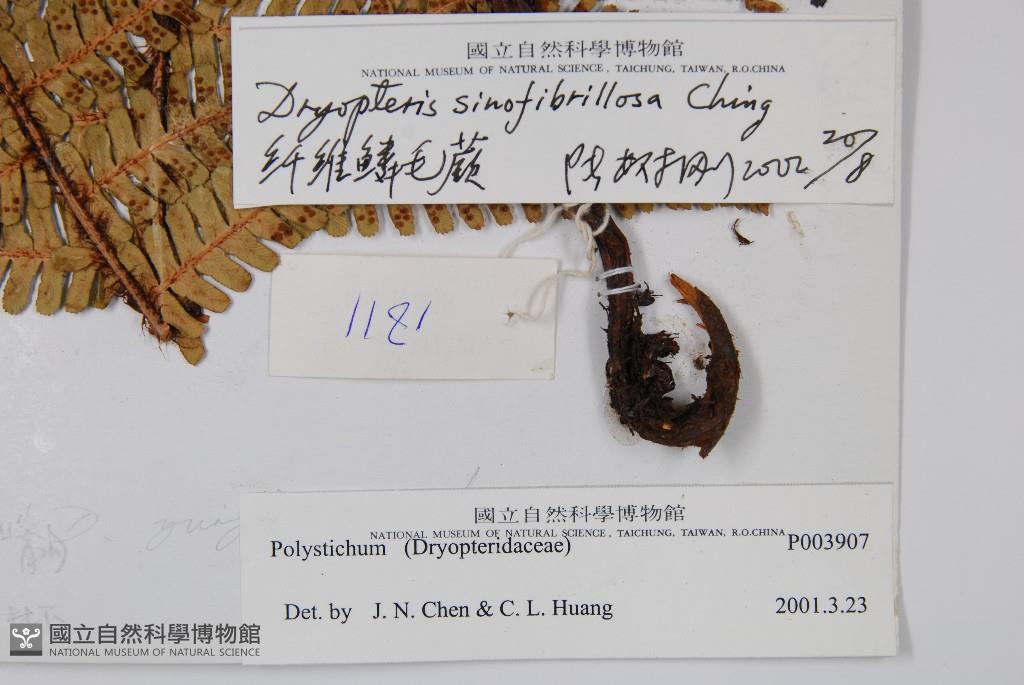 國立自然科學博物館
NATIONAL MUSEUM OF NATURAL SCIENCE, TAICHUNG, TAIWAN, R.O.CHINA
Dryopteris sinofibrillosa Ching
纤維鱗毛蕨 2002 20/8
1181
國立自然科學博物館
NATIONAL MUSEUM OF NATURAL SCIENCE, TAICHUNG, TAIWAN, R.O.CHINA
Polystichum (Dryopteridaceae) P003907
Det. by J. N. Chen & C. L. Huang 2001.3.23
國立自然科學博物館
NATIONAL MUSEUM OF NATURAL SCIENCE